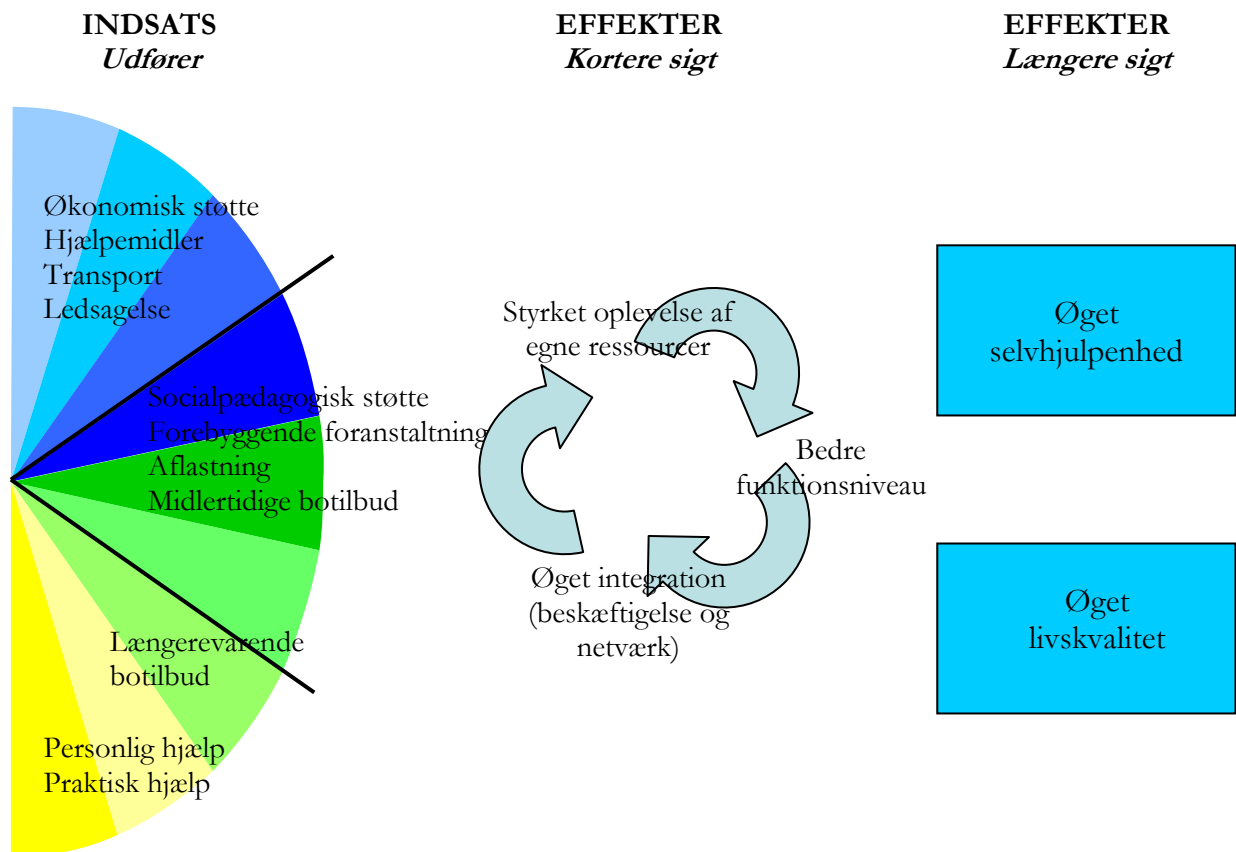 INDSATS
Udfører
Økonomisk støtte
Hjælpemidler
Transport
Ledsagelse
Socialpædagogisk støtte
Forebyggende foranstaltning
Aflastning
Midlertidige botilbud
Længerevarende
botilbud
Personlig hjælp
Praktisk hjælp
EFFEKTER
Kortere sigt
Styrket oplevelse af
egne ressourcer
Bedre
funktionsniveau
Øget integration
(beskæftigelse og
netværk)
EFFEKTER
Længere sigt
Øget
selvhjulpenhed
Øget
livskvalitet